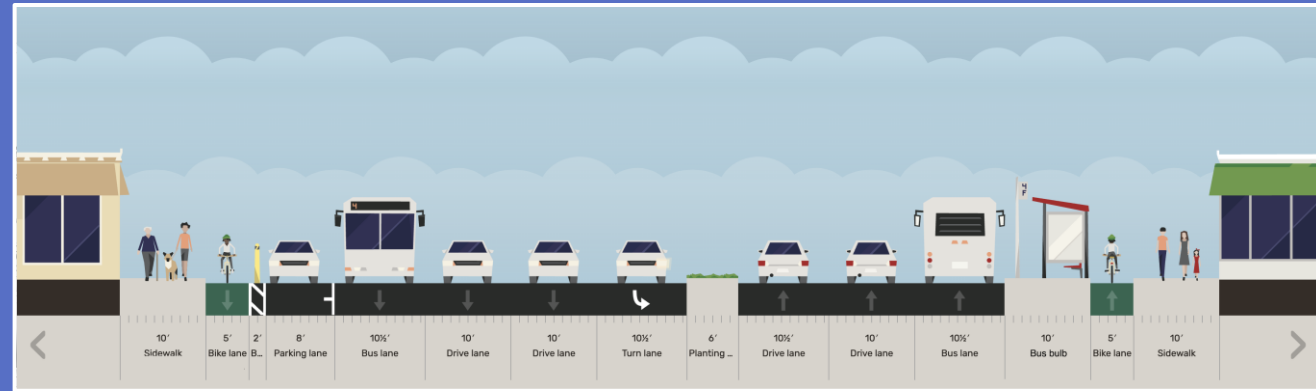 4
4
F
10′ 5′ 2′ 8′ 10½′ 10′ 10′ 10½′ 6′ 10½′ 10′ 10½′ 10′ 5′ 10′
Sidewalk Bike lane B... Parking lane Bus lane Drive lane Drive lane Turn lane Planting ... Drive lane Drive lane Bus lane Bus bulb Bike lane Sidewalk